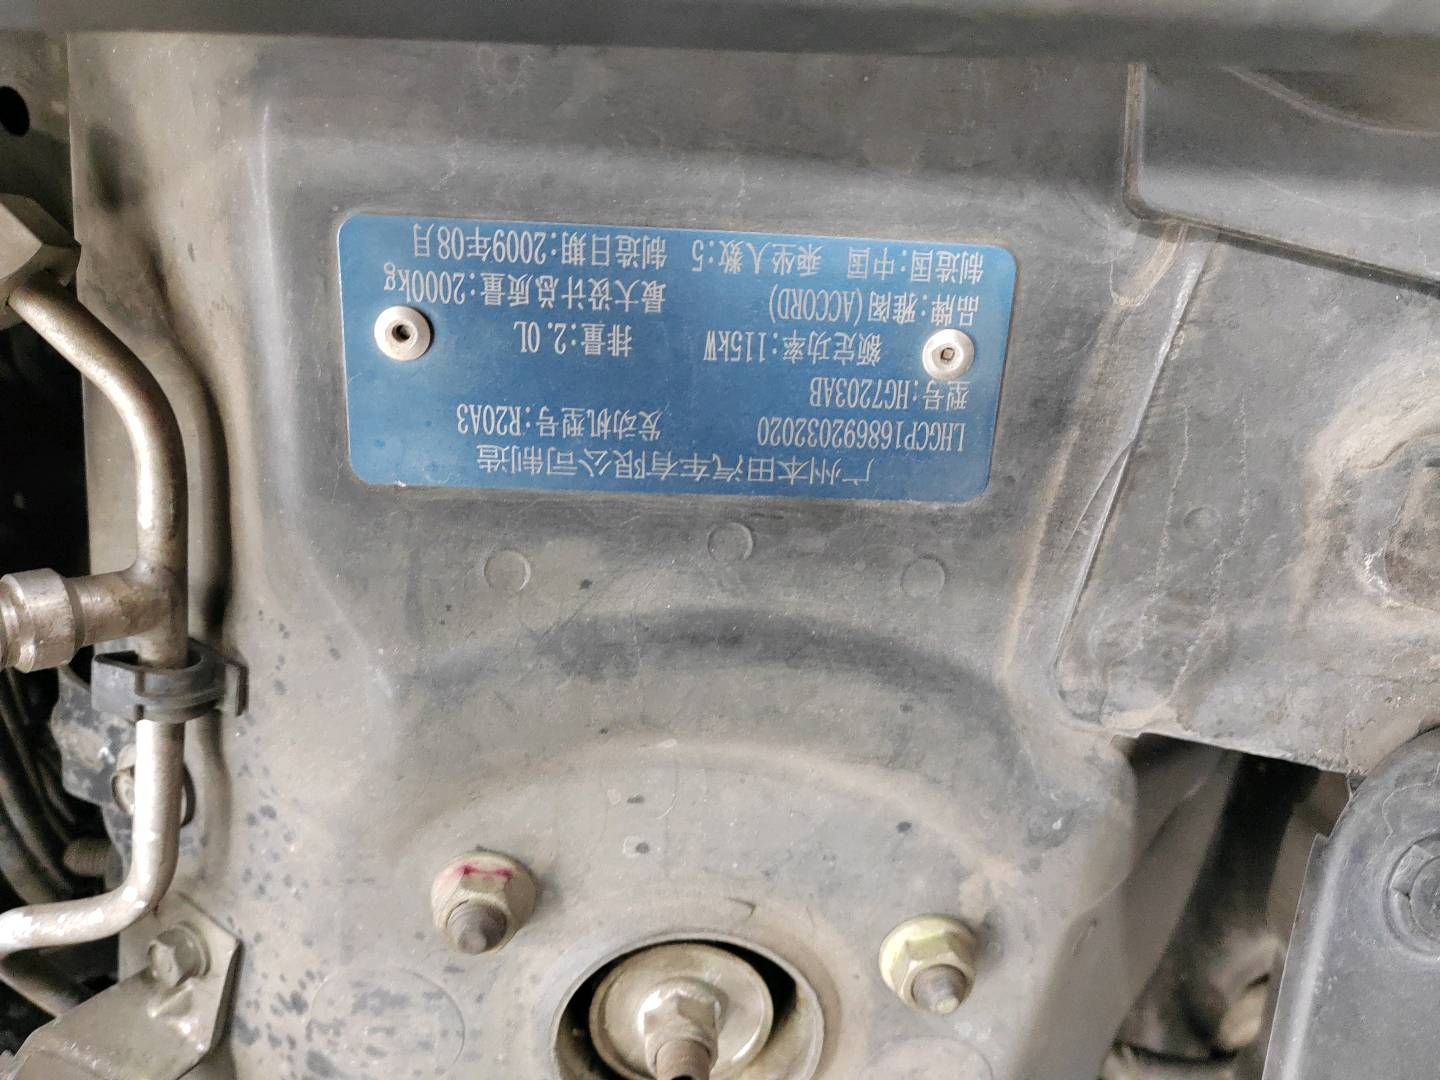 广州本田汽车有限公司制造
LHGCP168692032020 发动机型号:R20A3
型号:HG7203AB
额定功率:115kW 排量:2.0L
品牌:雅阁(ACCORD) 最大设计总质量:2000kg
制造国:中国 乘坐人数:5 制造日期:2009年08月